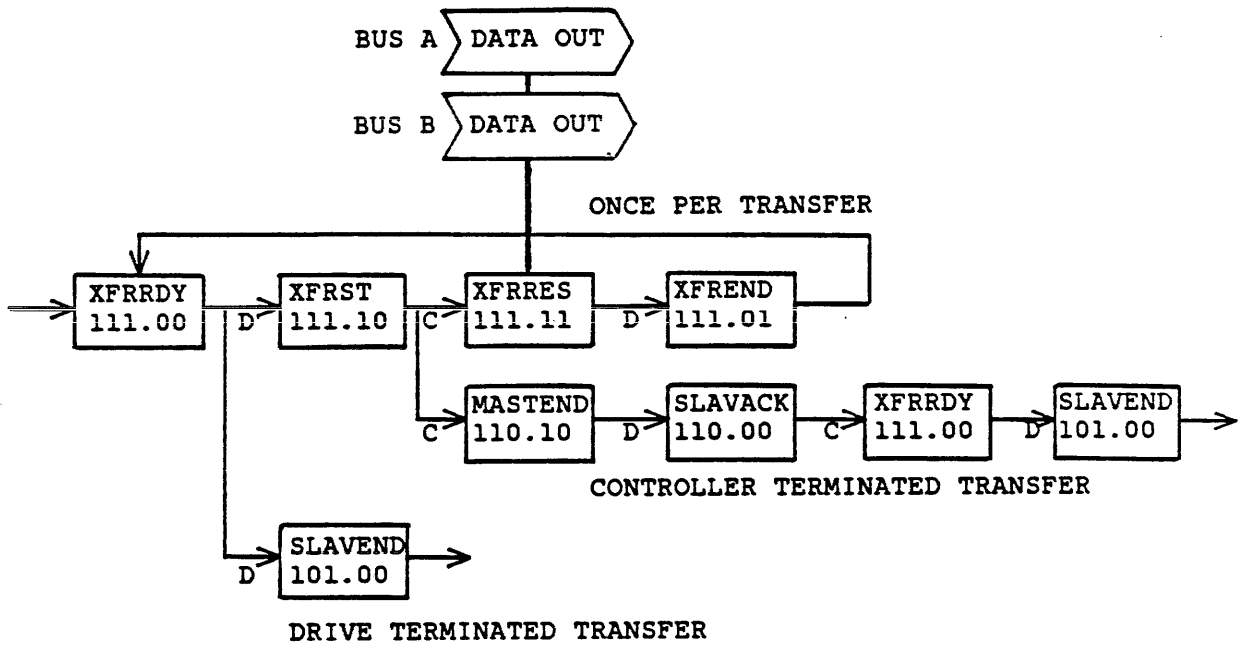 BUS A DATA OUT
BUS B DATA OUT
ONCE PER TRANSFER
XFRRDY
111.00
D
XFRST
111.10
C
XFRRES
111.11
D
XFREND
111.01
C
MASTEND
110.10
D
SLAVACK
110.00
C
XFRRDY
111.00
D
SLAVEND
101.00
CONTROLLER TERMINATED TRANSFER
D
SLAVEND
101.00
DRIVE TERMINATED TRANSFER